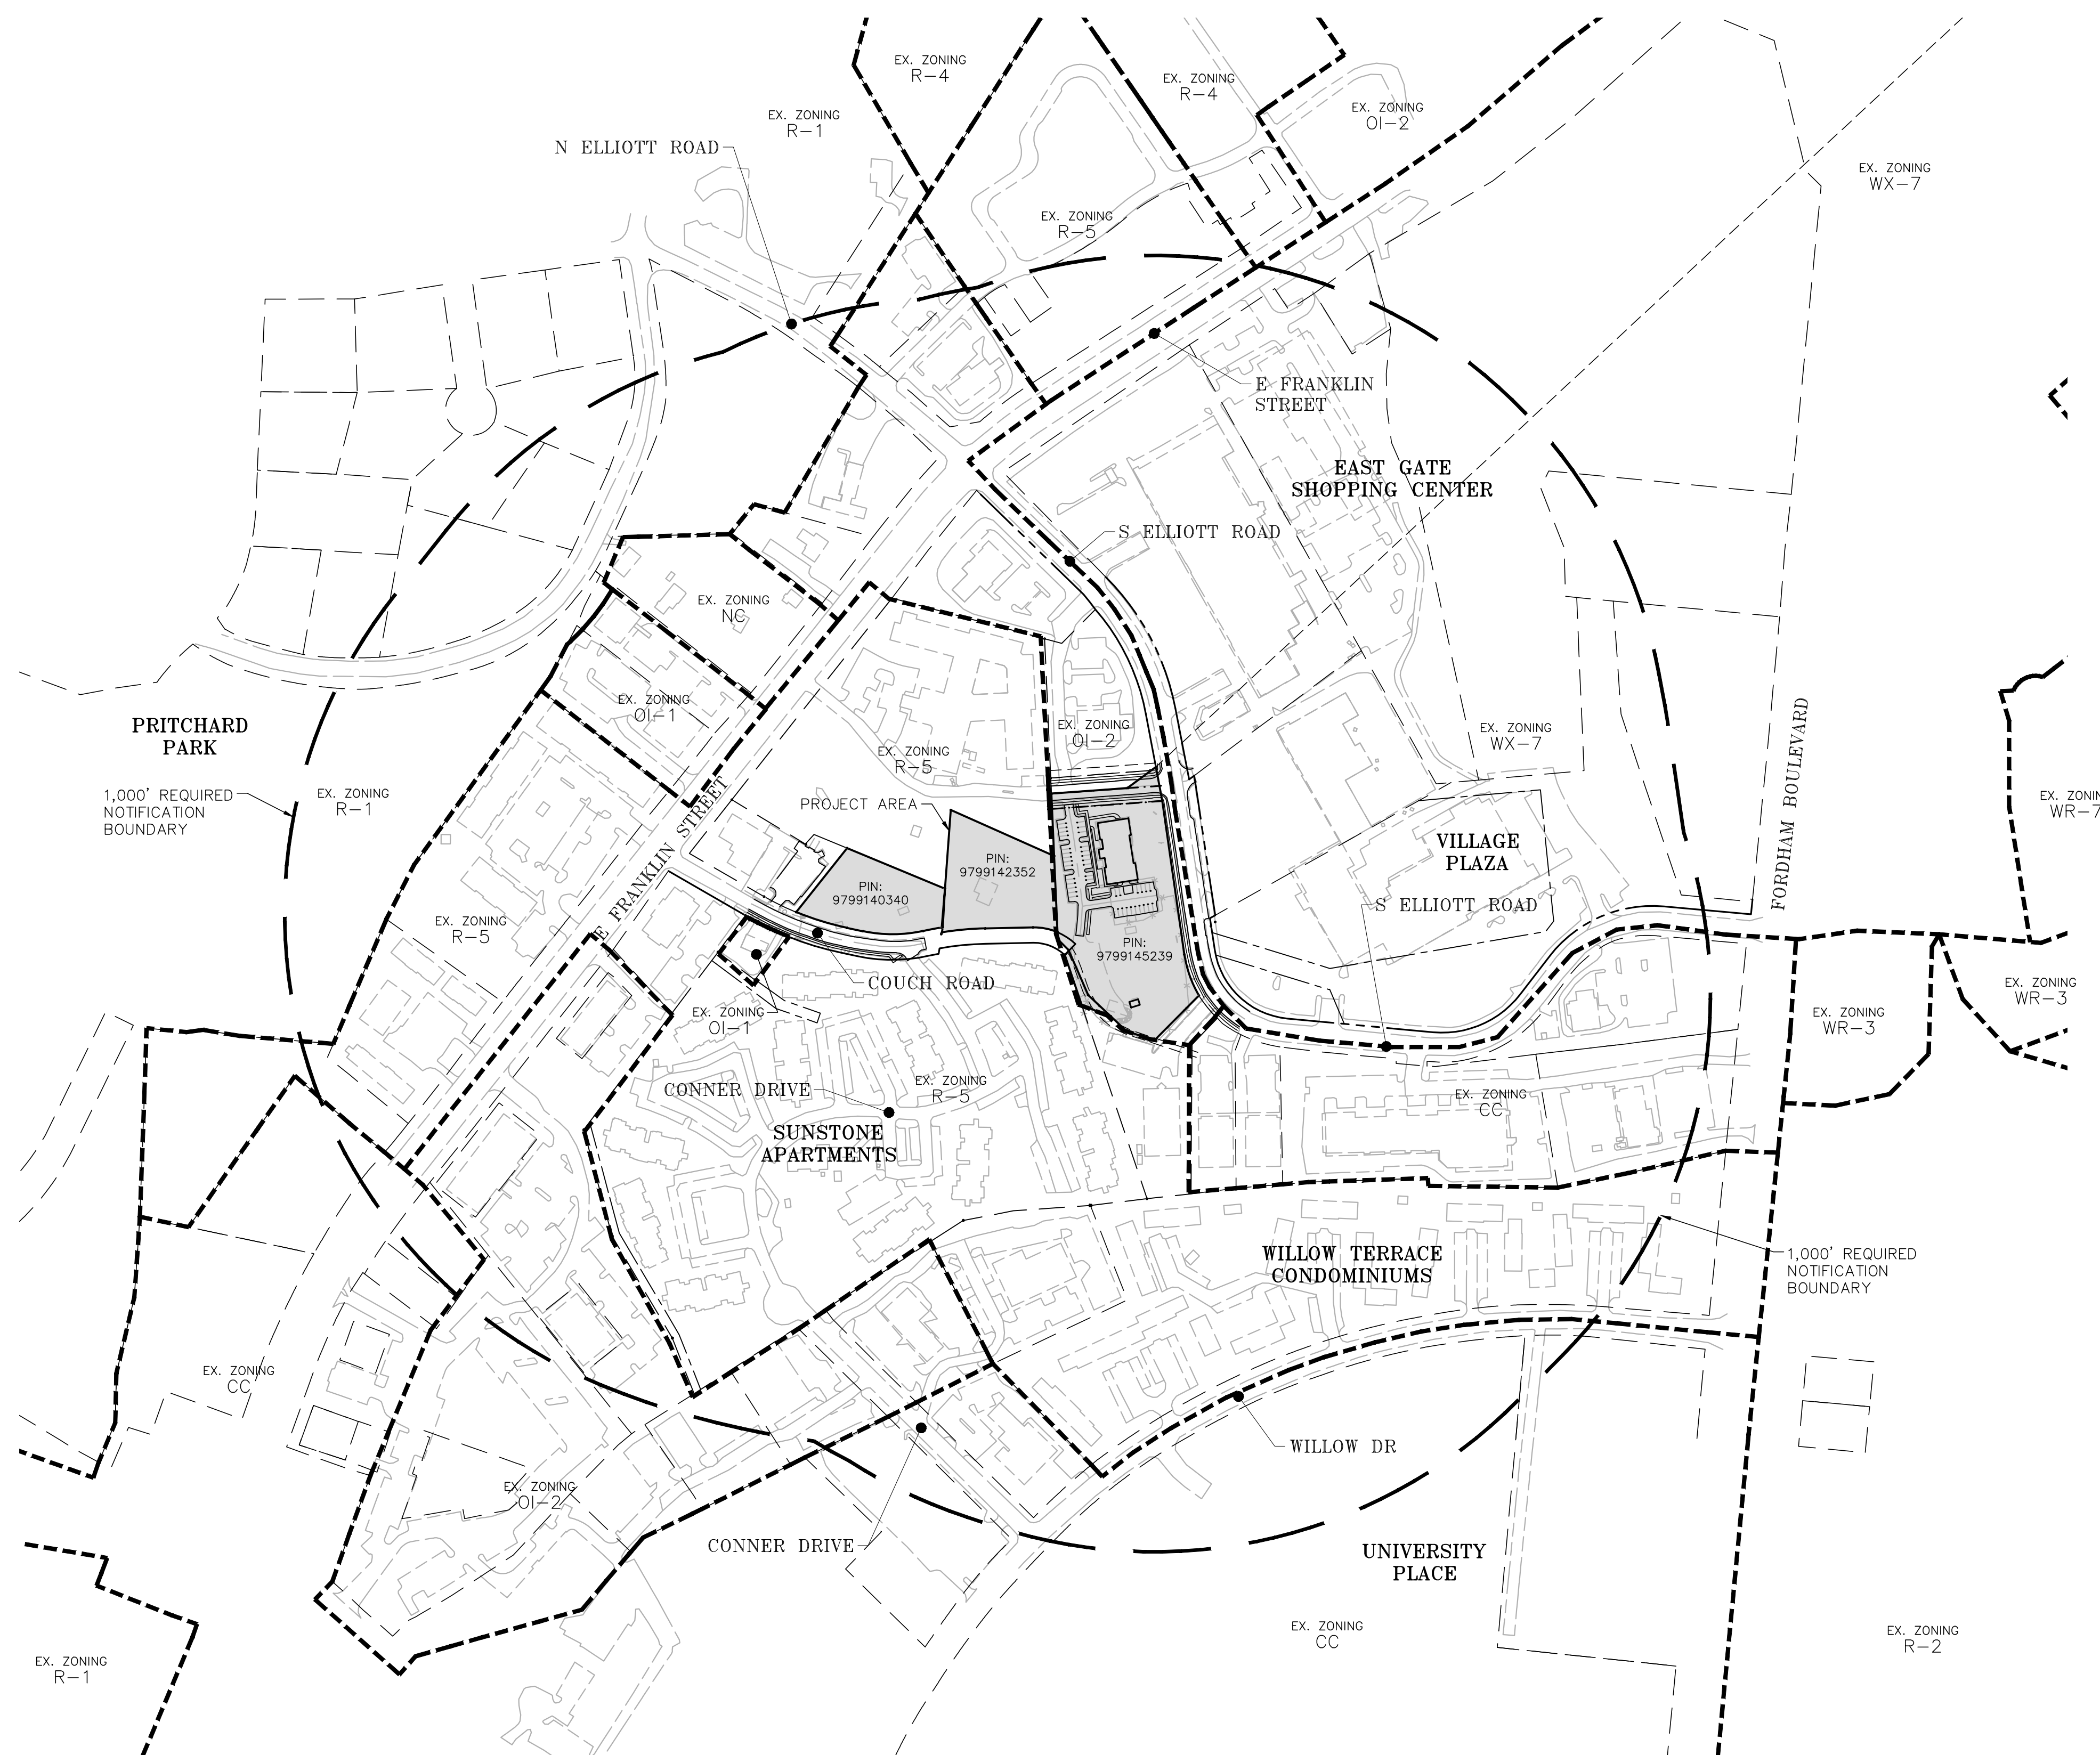 EX. ZONING
R-4
EX. ZONING
R-4
EX. ZONING
OI-2
EX. ZONING
R-1
N ELLIOTT ROAD
EX. ZONING
WX-7
EX. ZONING
R-5
E FRANKLIN
STREET
EAST GATE
SHOPPING CENTER
S ELLIOTT ROAD
EX. ZONING
NC
EX. ZONING
OI-1
PRITCHARD
PARK
EX. ZONING
OI-2
EX. ZONING
WX-7
EX. ZONING
R-5
1,000' REQUIRED
NOTIFICATION
BOUNDARY
EX. ZONING
R-1
PROJECT AREA
E FRANKLIN STREET
FORDHAM BOULEVARD
EX. ZONIN
WR-7
VILLAGE
PLAZA
PIN:
9799142352
PIN:
9799140340
S ELLIOTT ROAD
EX. ZONING
R-5
PIN:
9799145239
COUCH ROAD
EX. ZONING
OI-1
EX. ZONING
WR-3
EX. ZONING
WR-3
CONNER DRIVE
EX. ZONING
R-5
EX. ZONING
CC
SUNSTONE
APARTMENTS
WILLOW TERRACE
CONDOMINIUMS
1,000' REQUIRED
NOTIFICATION
BOUNDARY
EX. ZONING
CC
WILLOW DR
EX. ZONING
OI-2
CONNER DRIVE
UNIVERSITY
PLACE
EX. ZONING
CC
EX. ZONING
R-2
EX. ZONING
R-1